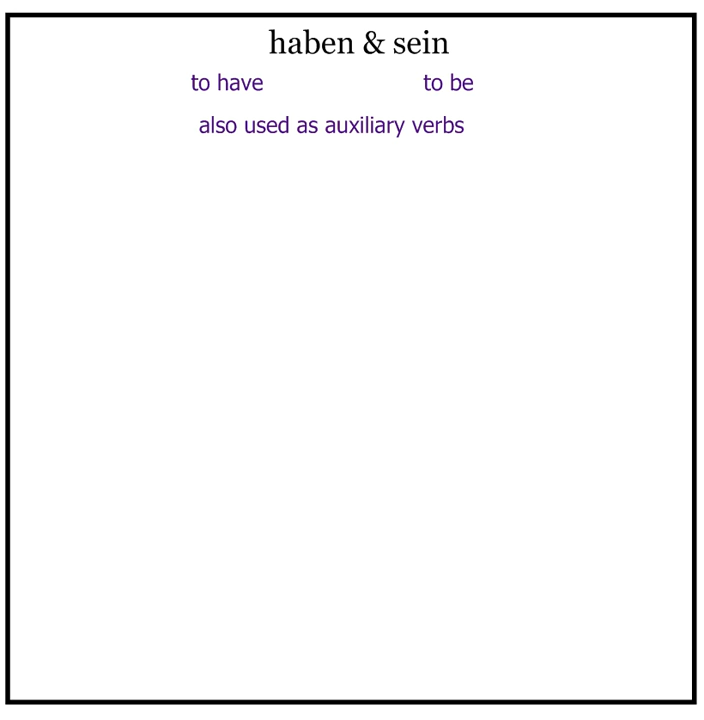 haben & sein
to have to be
also used as auxiliary verbs